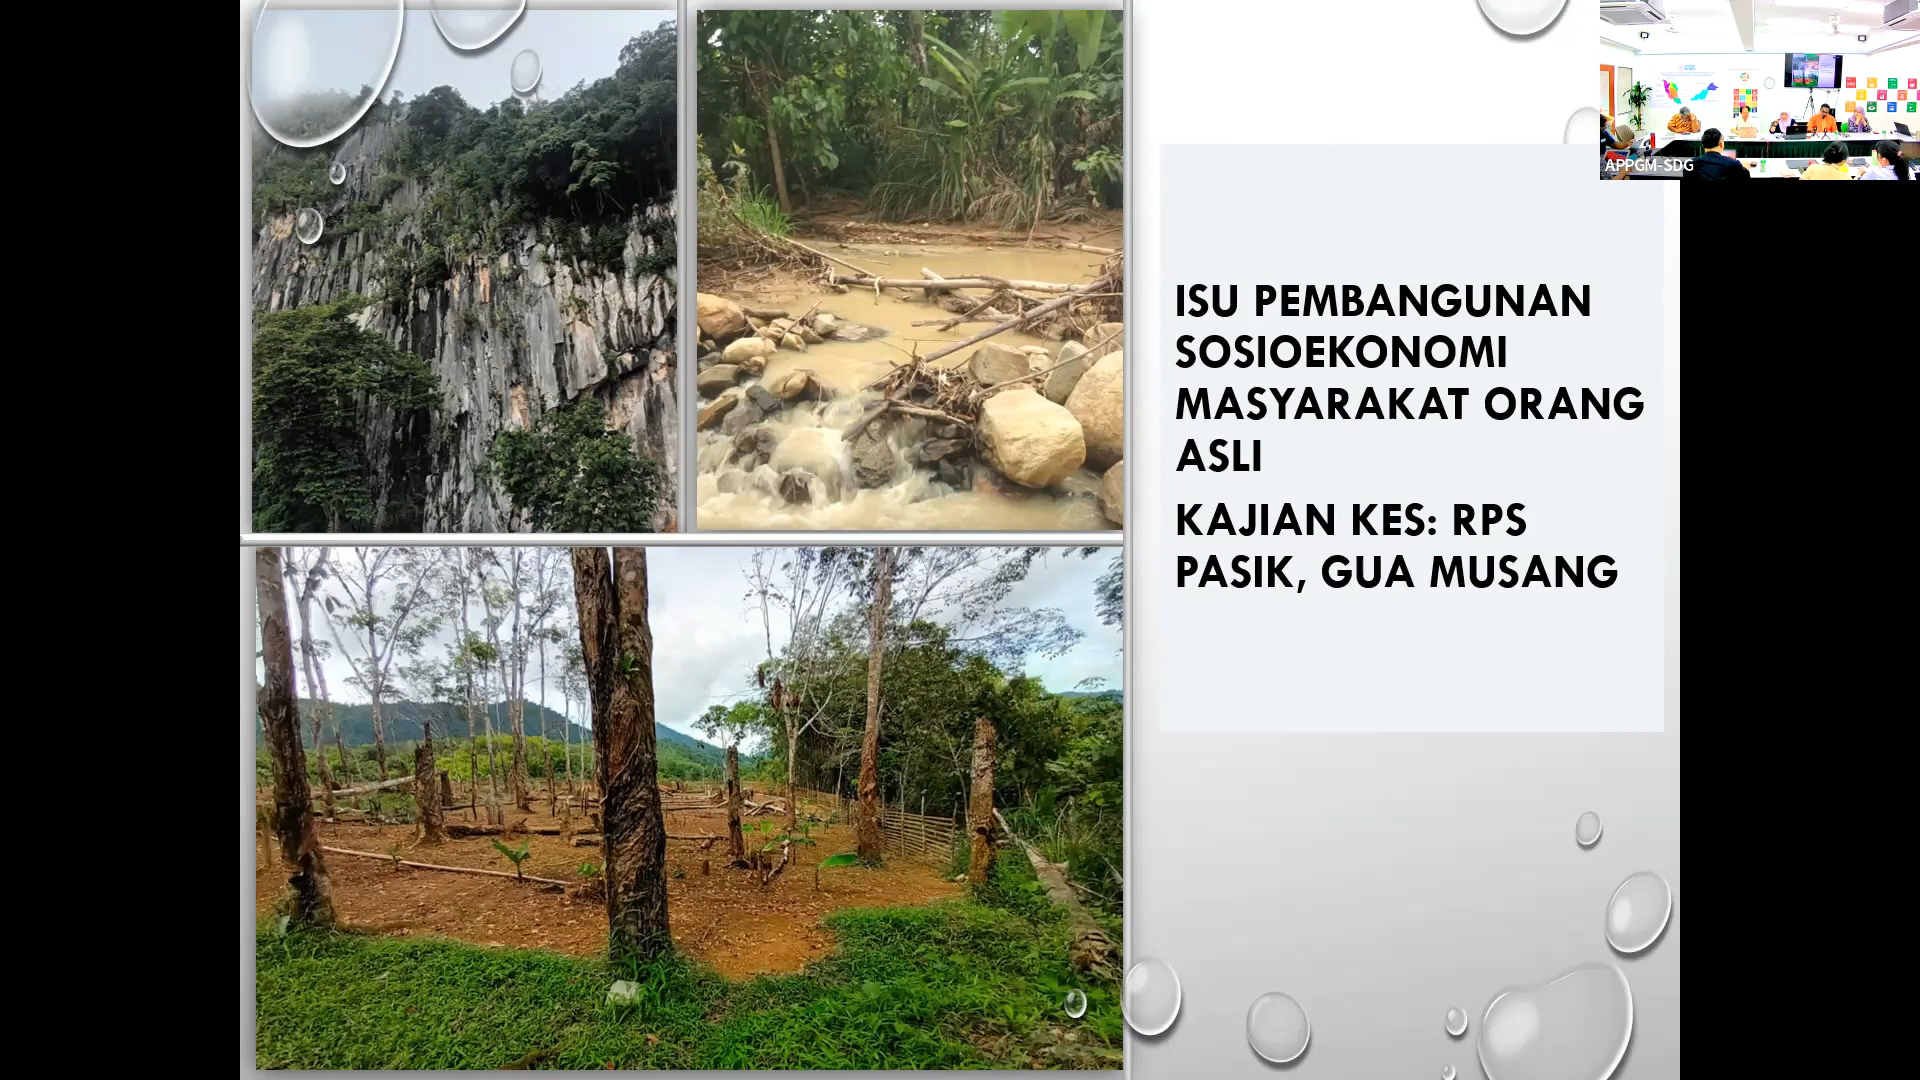 ISU PEMBANGUNAN
SOSIOEKONOMI
MASYARAKAT ORANG
ASLI
KAJIAN KES: RPS
PASIK, GUA MUSANG
APPGM-SDG